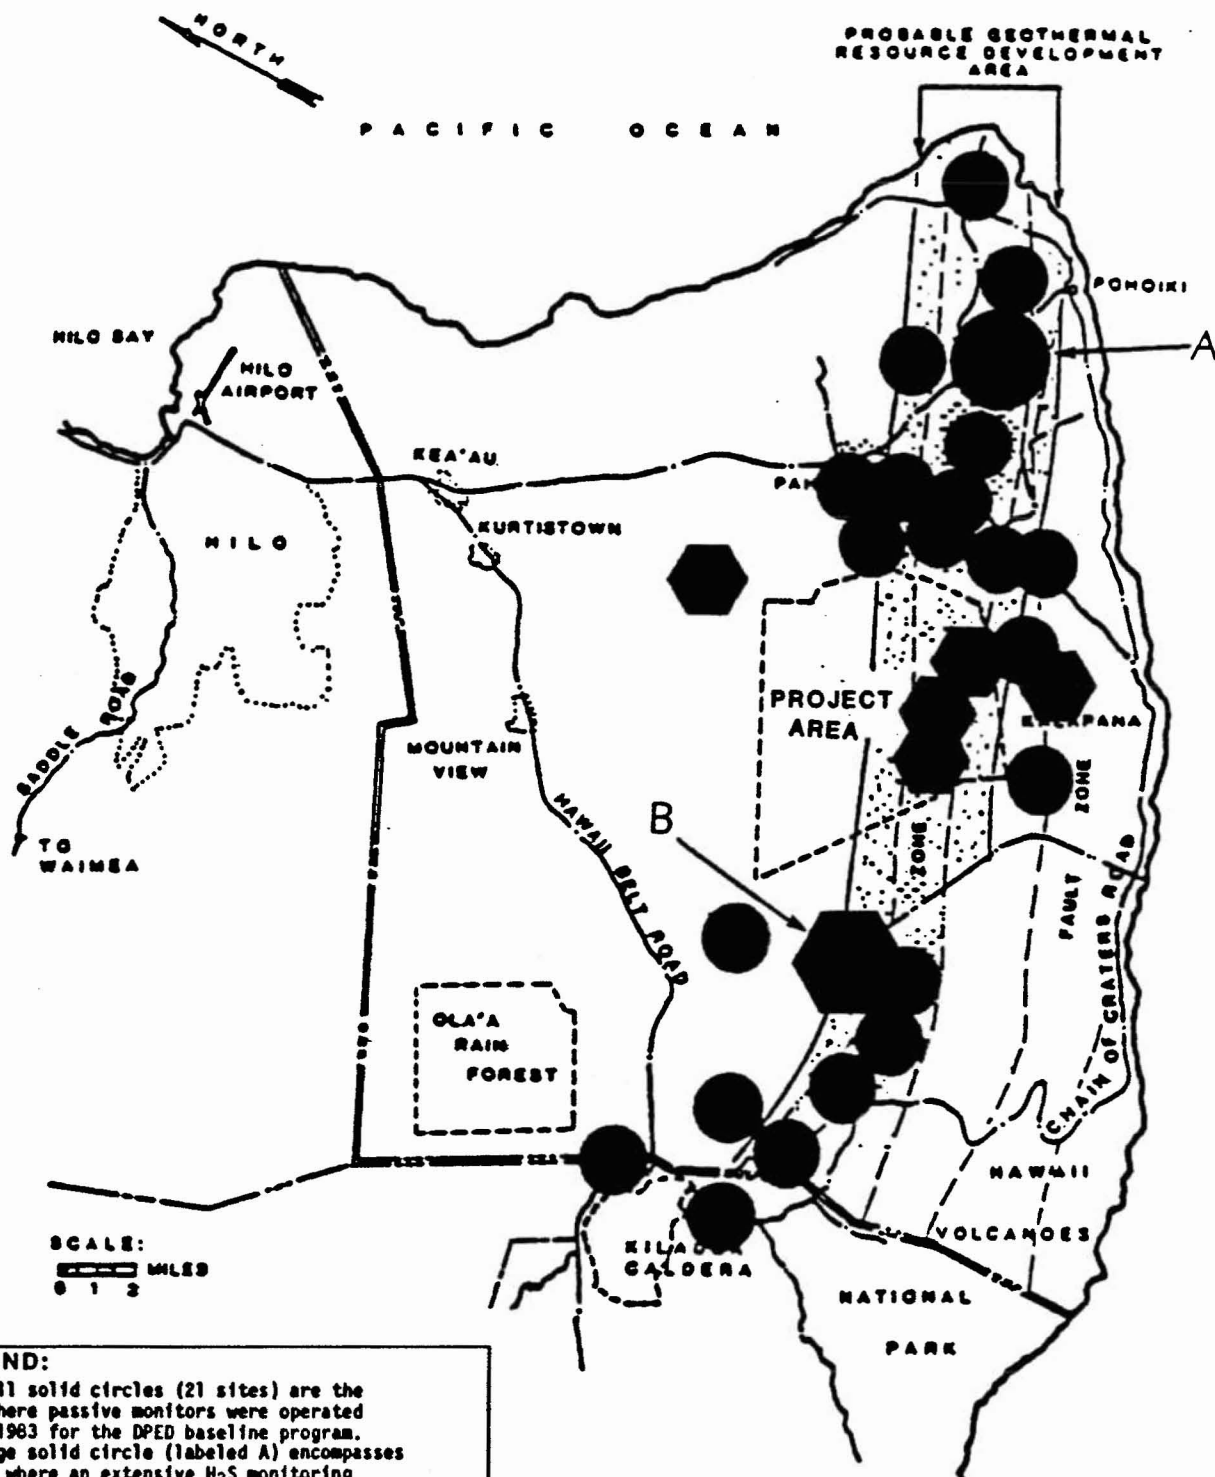 NORTH
PROBABLE GEOTHERMAL
RESOURCE DEVELOPMENT
AREA
PACIFIC OCEAN
POHOIKI
HILO BAY
HILO
AIRPORT
A
KEA'AU
PAH
HILO
KURTISTOWN
PROJECT
AREA
KALAPANA
SADDLE ROAD
MOUNTAIN
VIEW
ZONE
ZONE
B
HAWAII BELT ROAD
TO
WAIMEA
FAULT
CHAIN OF CRATERS ROAD
OLA'A
RAIN
FOREST
HAWAII
VOLCANOES
SCALE:
MILES
0 1 2
CALDERA
NATIONAL
PARK
ND:
ll solid circles (21 sites) are the
here passive monitors were operated
1983 for the DPED baseline program.
ge solid circle (labeled A) encompasses
where an extensive H2S monitoring